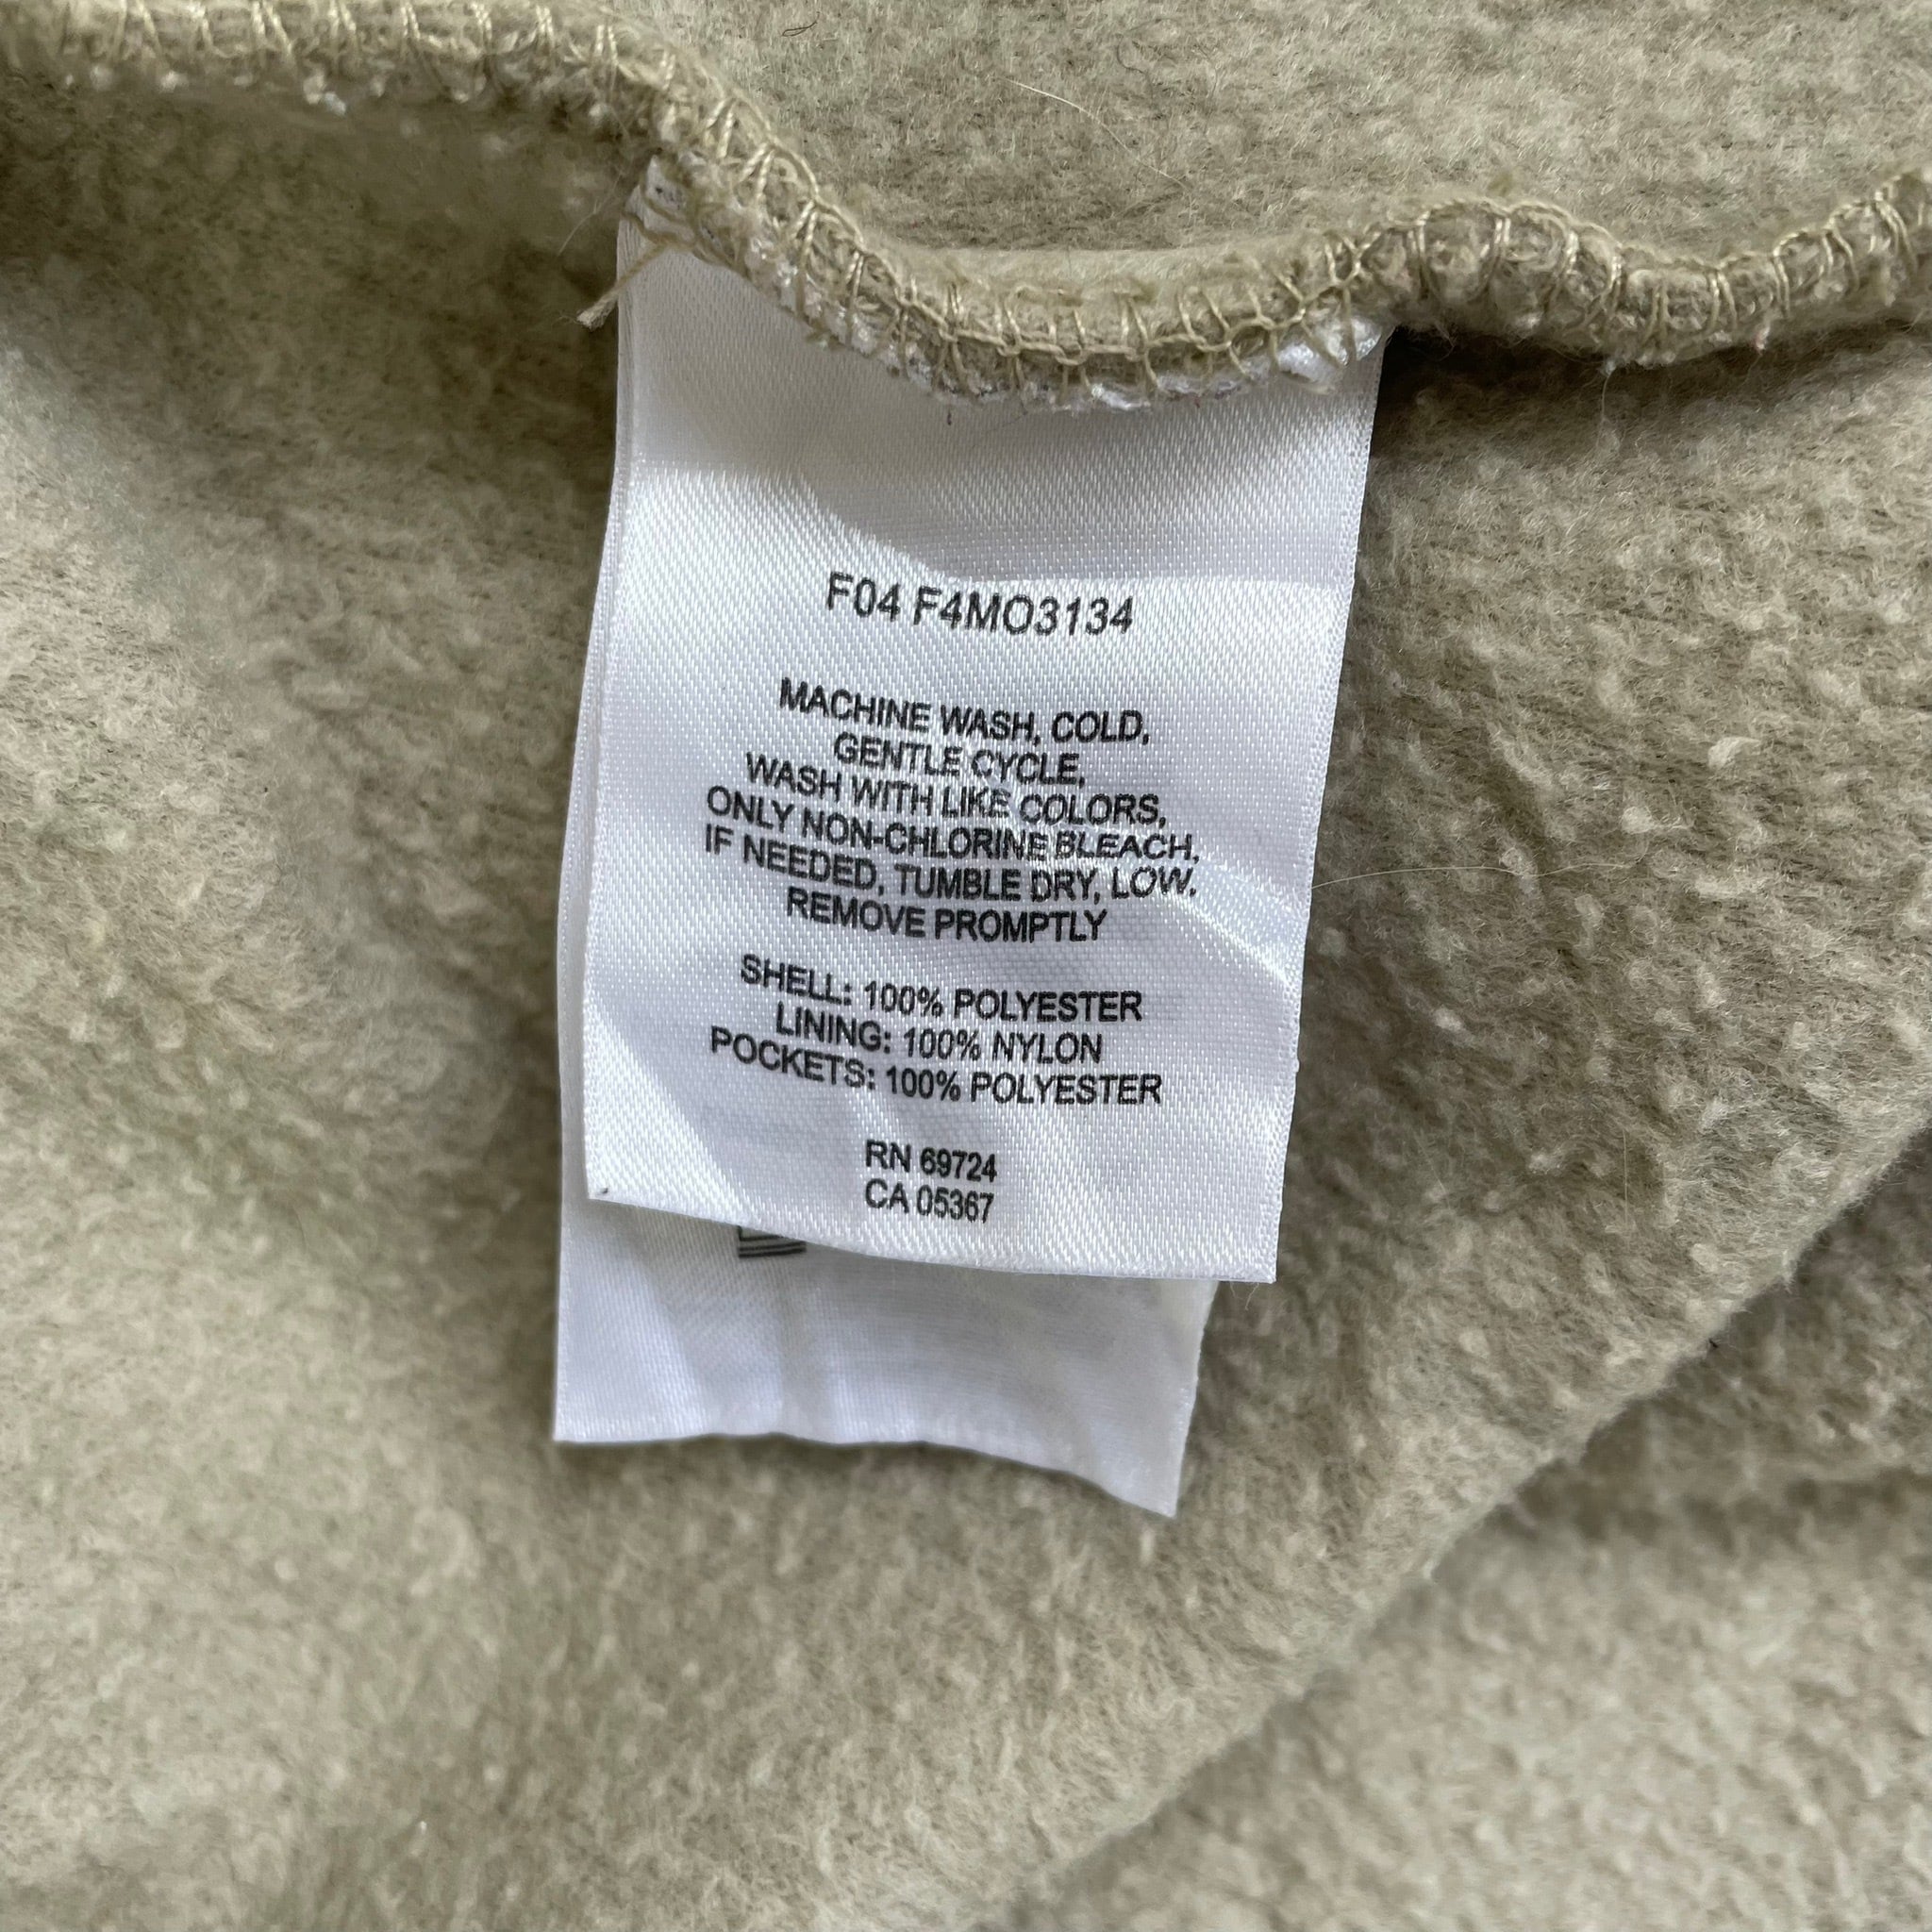 F04 F4MO3134
MACHINE WASH, COLD,
GENTLE CYCLE,
WASH WITH LIKE COLORS,
ONLY NON-CHLORINE BLEACH,
IF NEEDED, TUMBLE DRY, LOW.
REMOVE PROMPTLY
SHELL: 100% POLYESTER
LINING: 100% NYLON
POCKETS: 100% POLYESTER
RN 69724
CA 05367